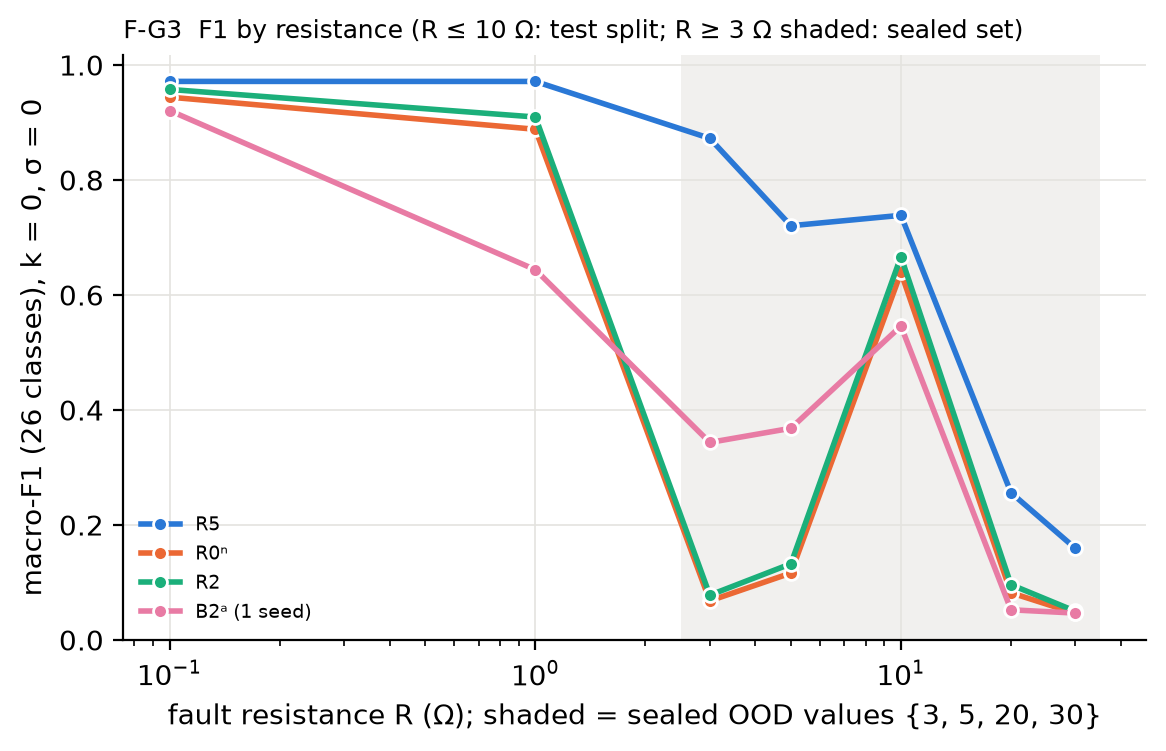 F-G3 F1 by resistance (R ≤ 10 Ω: test split; R ≥ 3 Ω shaded: sealed set)
macro-F1 (26 classes), k = 0, σ = 0
1.0
0.8
0.6
0.4
0.2
0.0
R5
R0ⁿ
R2
B2ᵃ (1 seed)
10⁻¹
10⁰
10¹
fault resistance R (Ω); shaded = sealed OOD values {3, 5, 20, 30}